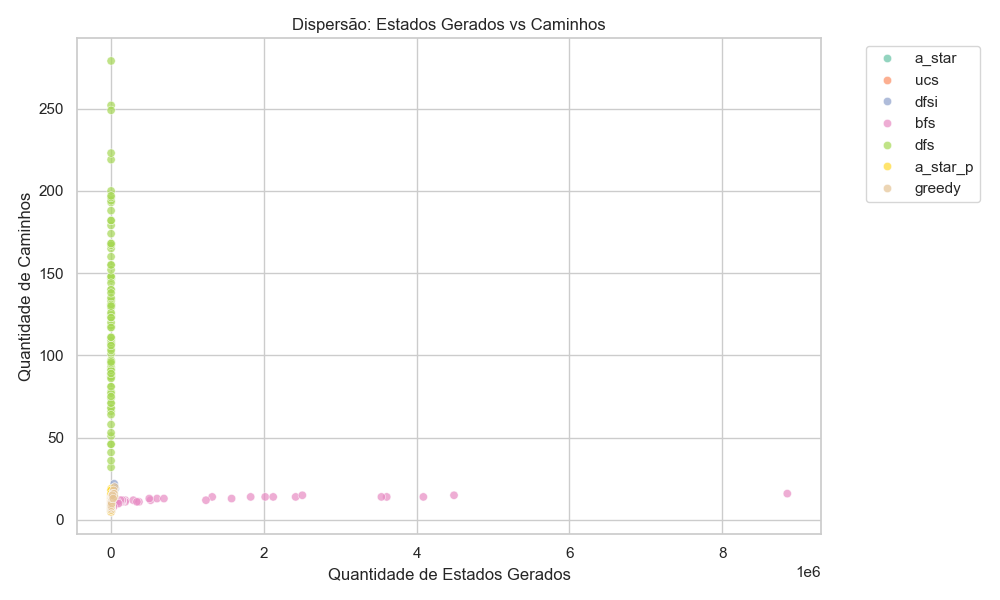 Dispersão: Estados Gerados vs Caminhos
Quantidade de Caminhos
250
200
150
100
50
0
0
2
4
6
8
1e6
Quantidade de Estados Gerados
a_star
ucs
dfsi
bfs
dfs
a_star_p
greedy